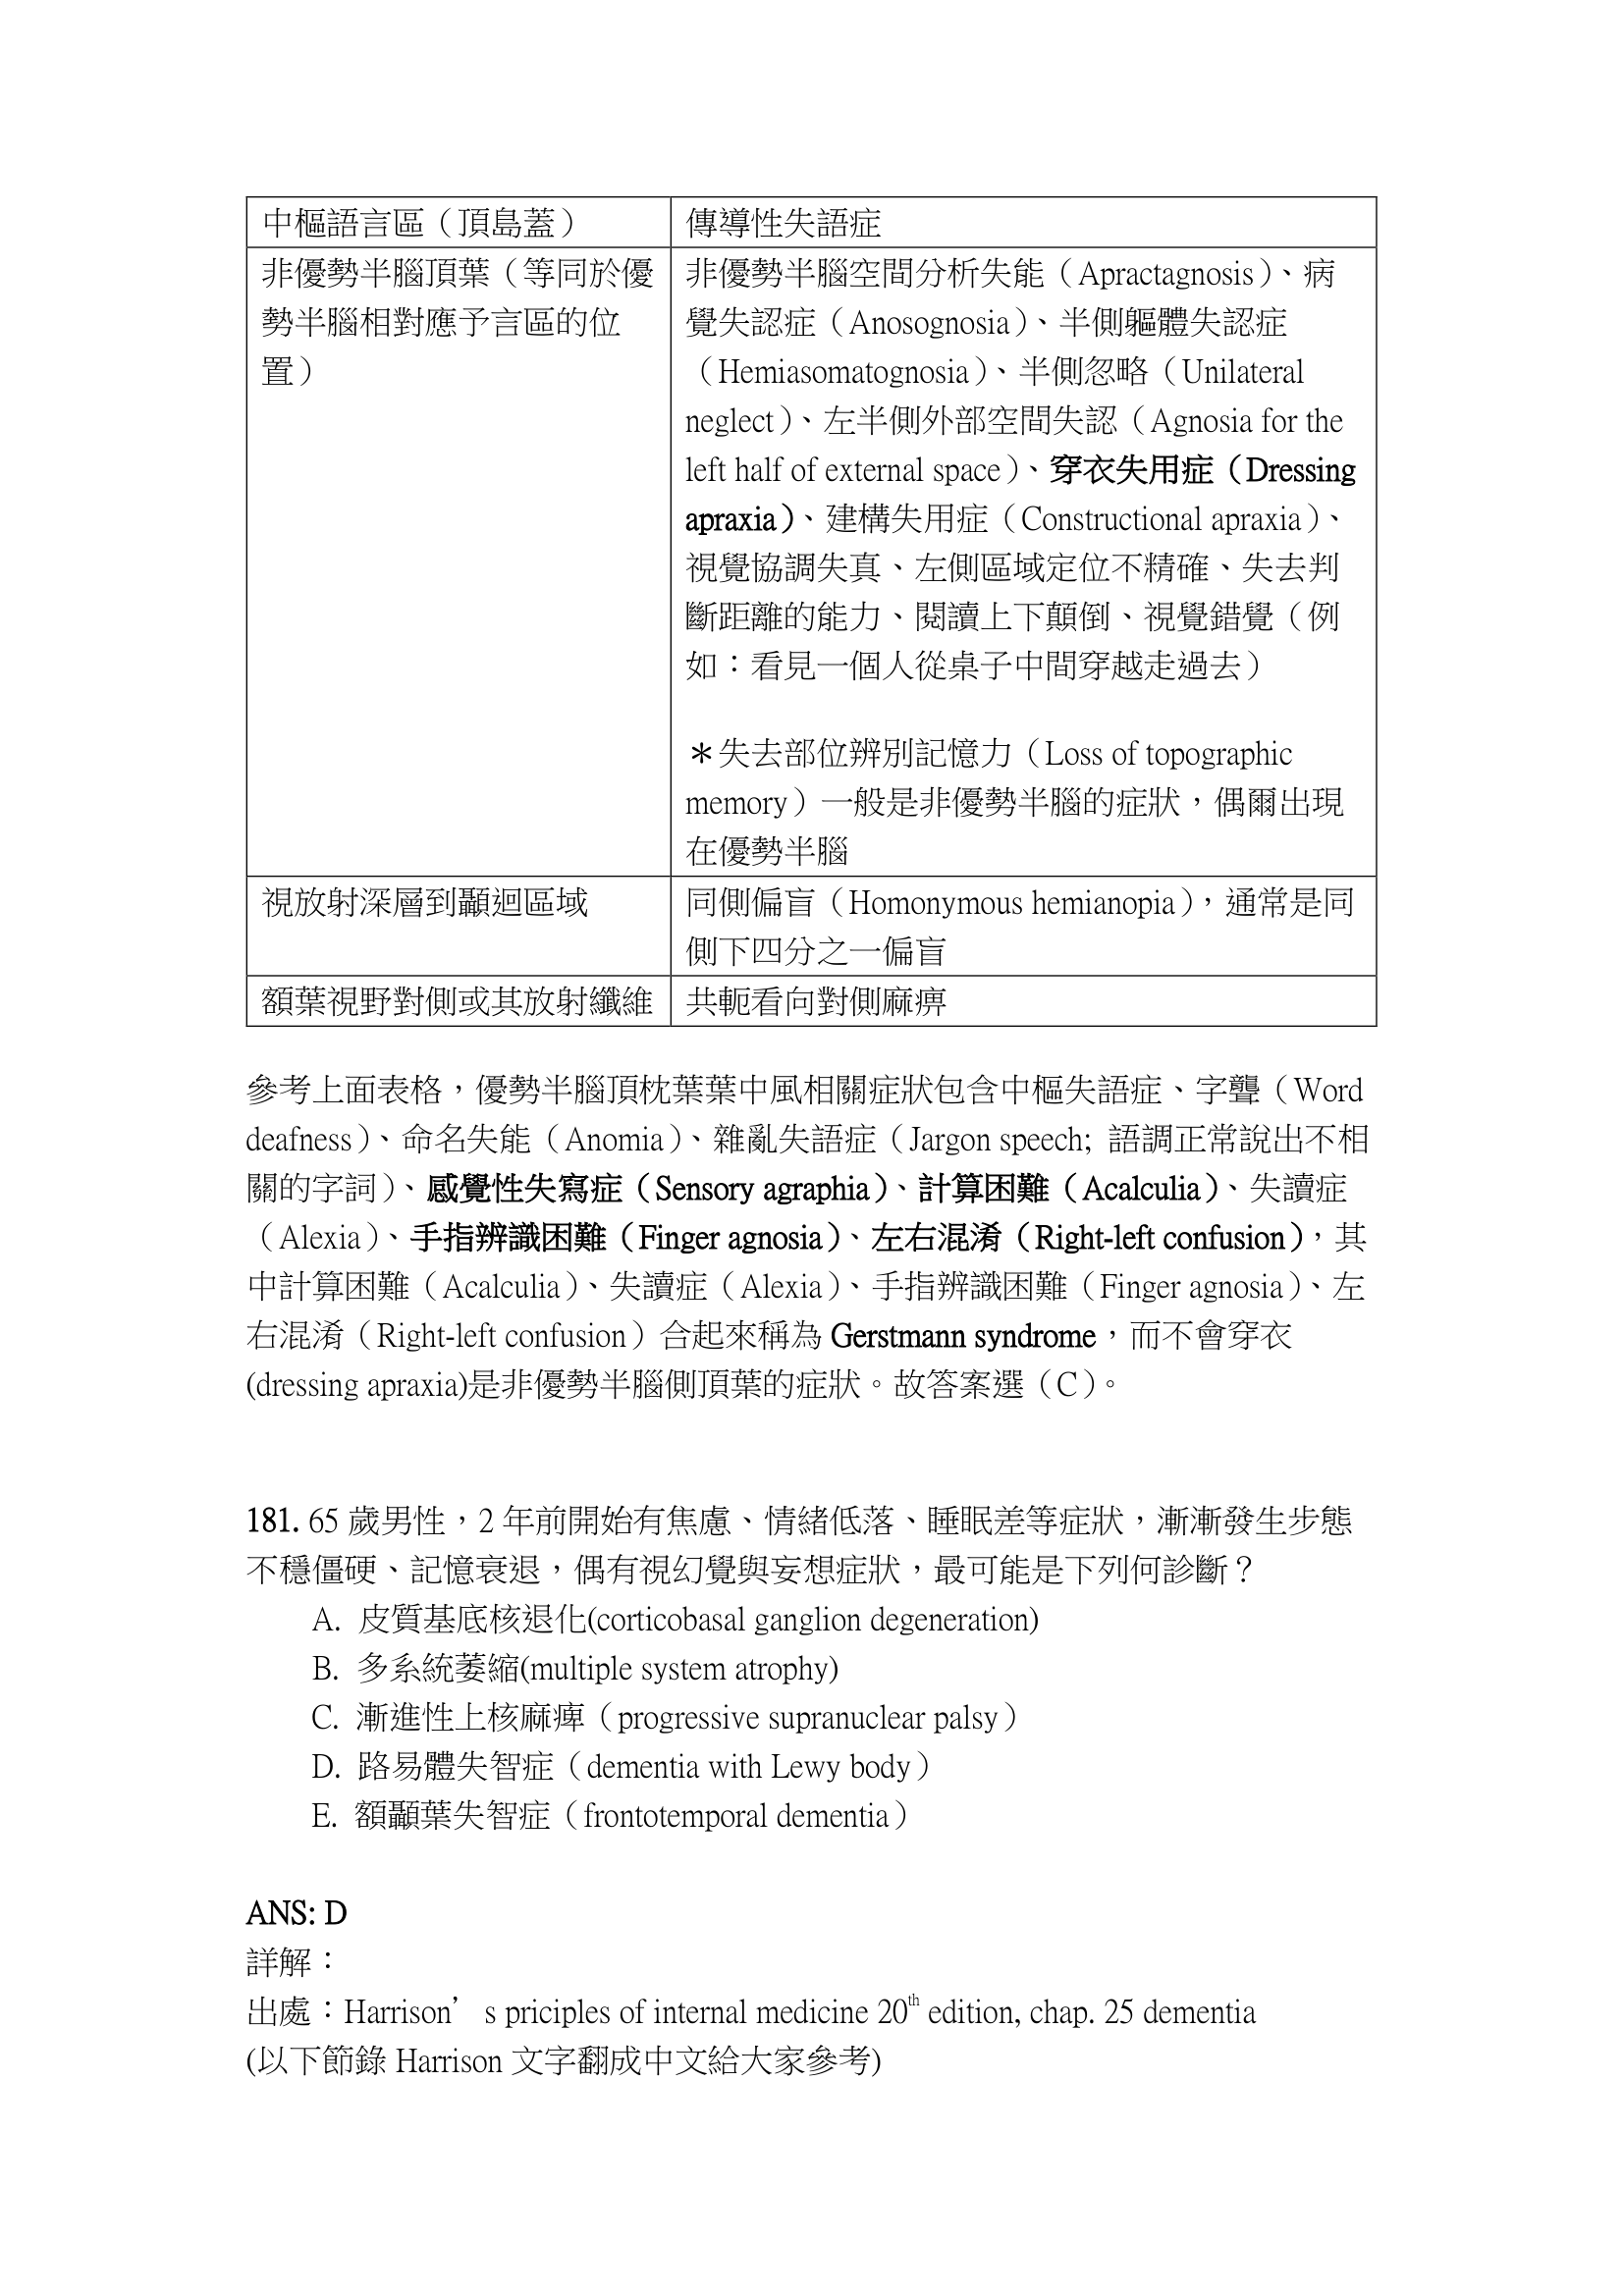 中樞語言區（頂島蓋）
傳導性失語症
非優勢半腦頂葉（等同於優
勢半腦相對應予言區的位
置）
非優勢半腦空間分析失能（Apractagnosia）、病
覺失認症（Anosognosia）、半側軀體失認症
（Hemiasomatognosia）、半側忽略（Unilateral
neglect）、左半側外部空間失認（Agnosia for the
left half of external space）、穿衣失用症（Dressing
apraxia）、建構失用症（Constructional apraxia）、
視覺協調失真、左側區域定位不精確、失去判
斷距離的能力、閱讀上下顛倒、視覺錯覺（例
如：看見一個人從桌子中間穿越走過去）
＊失去部位辨別記憶力（Loss of topographic
memory）一般是非優勢半腦的症狀，偶爾出現
在優勢半腦
視放射深層到顳迴區域
同側偏盲（Homonymous hemianopia），通常是同
側下四分之一偏盲
額葉視野對側或其放射纖維
共軛看向對側麻痹
參考上面表格，優勢半腦頂枕葉葉中風相關症狀包含中樞失語症、字聾（Word
deafness）、命名失能（Anomia）、雜亂失語症（Jargon speech; 語調正常說出不相
關的字詞）、感覺性失寫症（Sensory agraphia）、計算困難（Acalculia）、失讀症
（Alexia）、手指辨識困難（Finger agnosia）、左右混淆（Right-left confusion），其
中計算困難（Acalculia）、失讀症（Alexia）、手指辨識困難（Finger agnosia）、左
右混淆（Right-left confusion）合起來稱為 Gerstmann syndrome，而不會穿衣
(dressing apraxia)是非優勢半腦側頂葉的症狀。故答案選（C）。
181. 65 歲男性，2 年前開始有焦慮、情緒低落、睡眠差等症狀，漸漸發生步態
不穩僵硬、記憶衰退，偶有視幻覺與妄想症狀，最可能是下列何診斷？
A. 皮質基底核退化(corticobasal ganglion degeneration)
B. 多系統萎縮(multiple system atrophy)
C. 漸進性上核麻痺（progressive supranuclear palsy）
D. 路易體失智症（dementia with Lewy body）
E. 額顳葉失智症（frontotemporal dementia）
ANS: D
詳解：
出處：Harrison’s priciples of internal medicine 20th edition, chap. 25 dementia
(以下節錄 Harrison 文字翻成中文給大家參考)